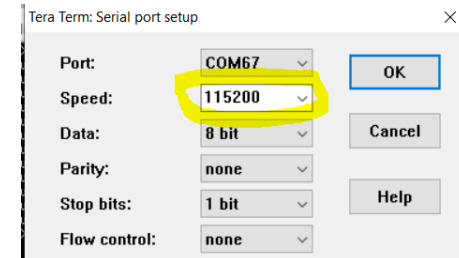 Tera Term: Serial port setup
Port: COM67 OK
Speed: 115200
Data: 8 bit Cancel
Parity: none
Stop bits: 1 bit Help
Flow control: none